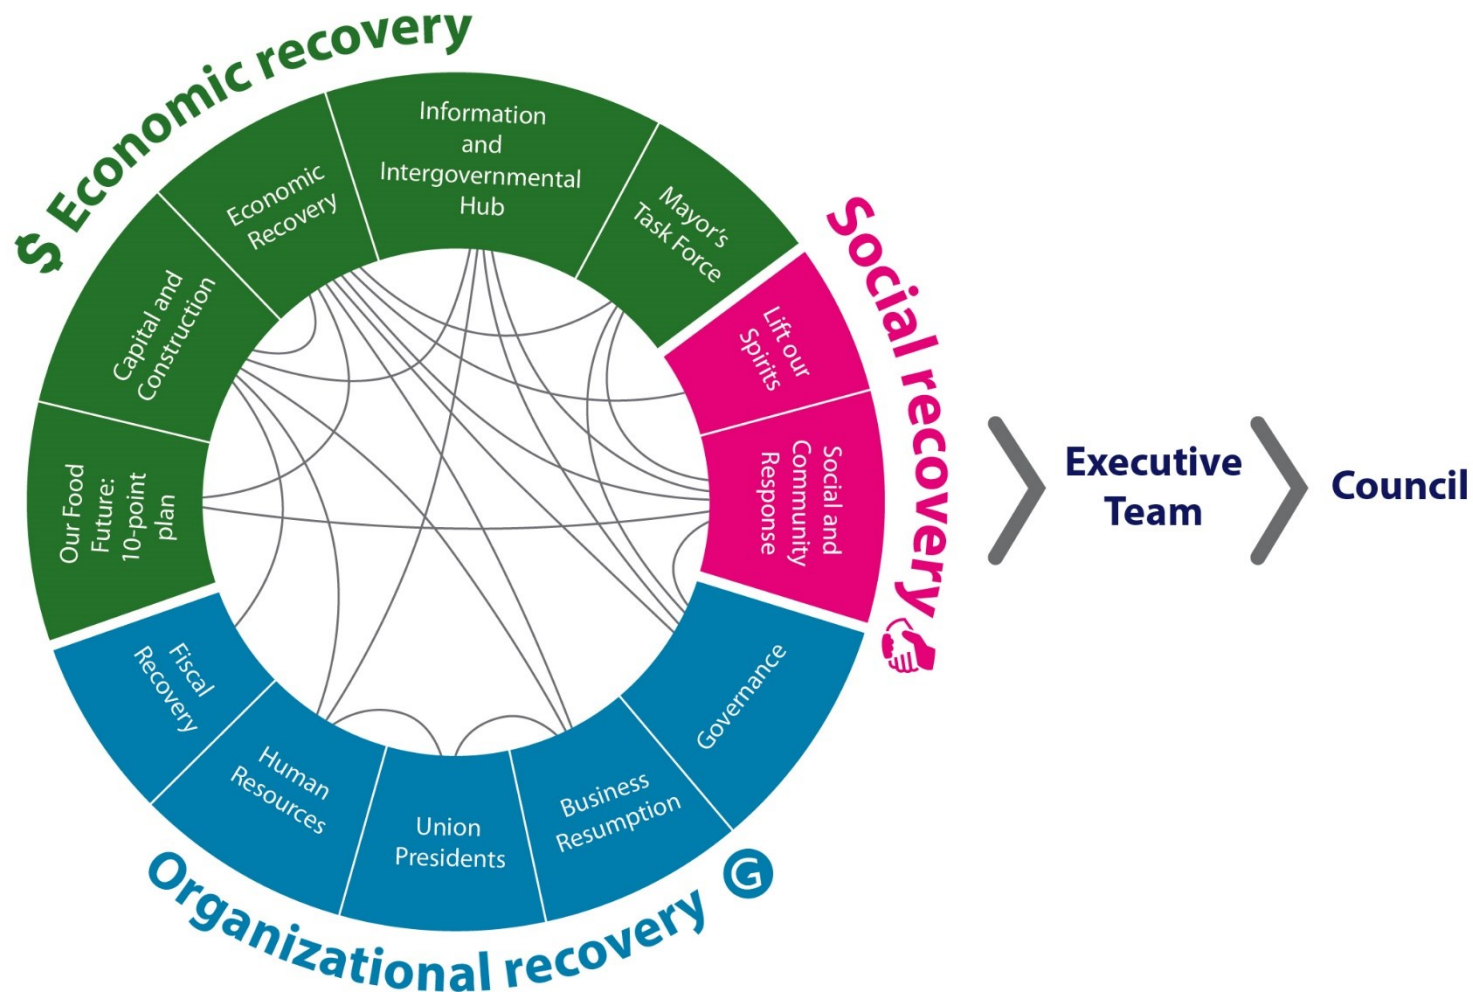 $ Economic recovery
Information
and
Intergovernmental
Hub
Economic
Recovery
Mayor's
Task Force
Capital and
Construction
Our Food
Future:
10-point
plan
Social recovery
Lift our
Spirits
Social and
Community
Response
Fiscal
Recovery
Human
Resources
Union
Presidents
Business
Resumption
Governance
Organizational recovery G
Executive
Team
Council